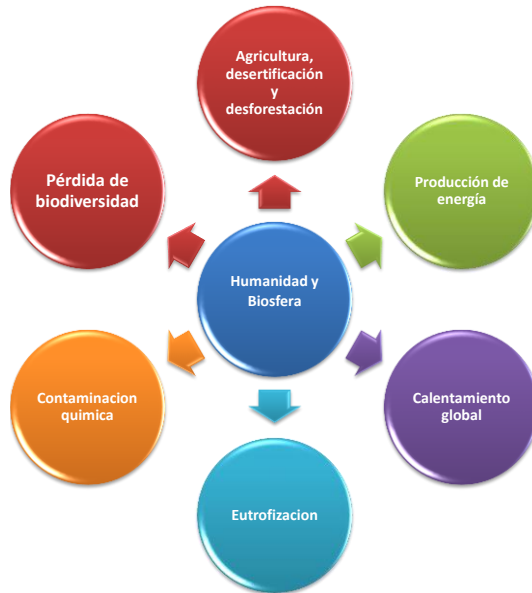 Agricultura,
desertificación
y
desforestación
Pérdida de
biodiversidad
Producción de
energía
Humanidad y
Biosfera
Contaminacion
quimica
Calentamiento
global
Eutrofizacion